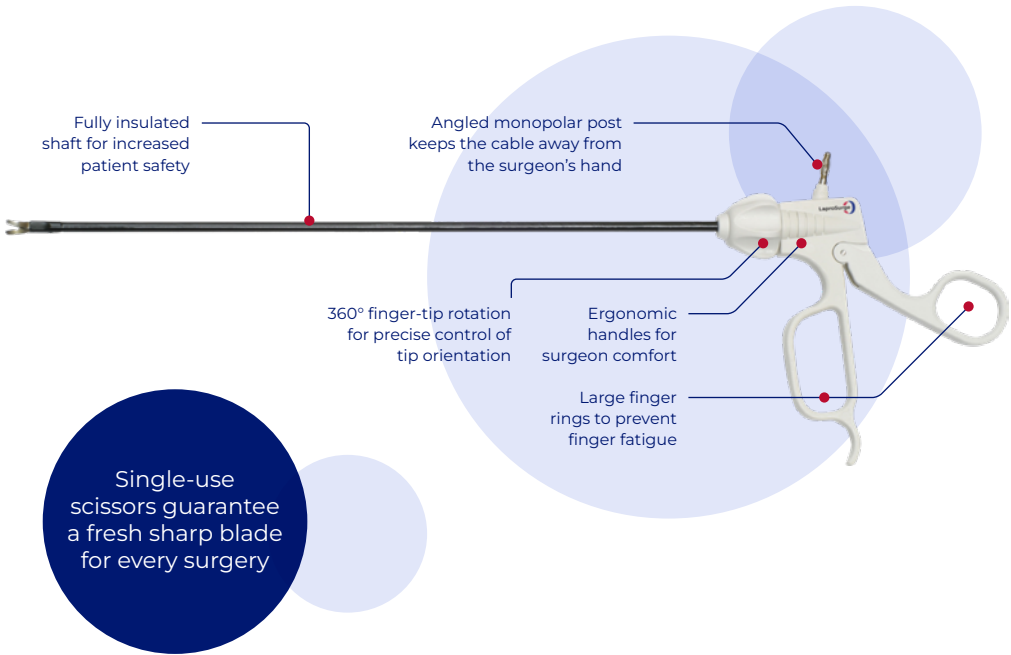 Fully insulated
shaft for increased
patient safety
Angled monopolar post
keeps the cable away from
the surgeon’s hand
LaproSurge
360° finger-tip rotation
for precise control of
tip orientation
Ergonomic
handles for
surgeon comfort
Large finger
rings to prevent
finger fatigue
Single-use
scissors guarantee
a fresh sharp blade
for every surgery